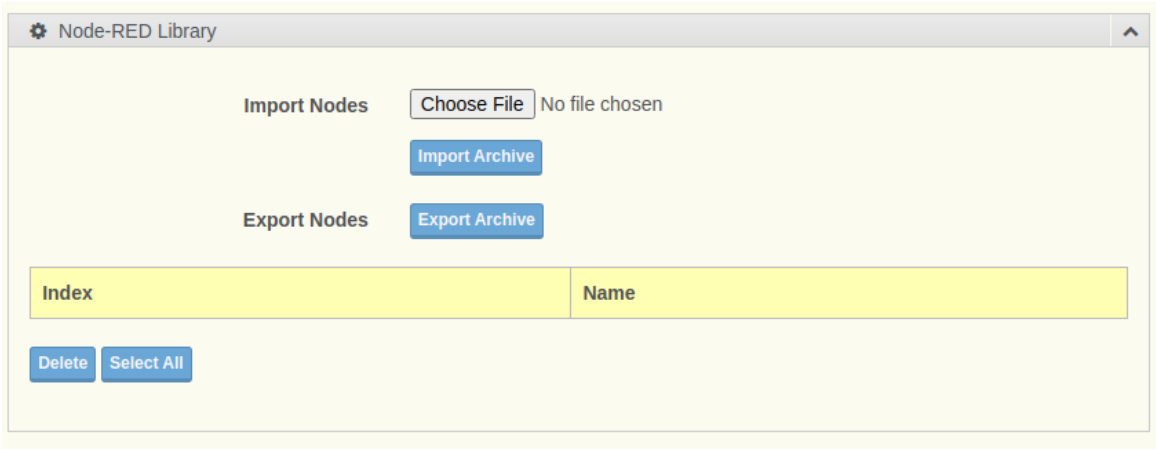 Node-RED Library
Import Nodes Choose File No file chosen
Import Archive
Export Nodes Export Archive
Index Name
Delete Select All